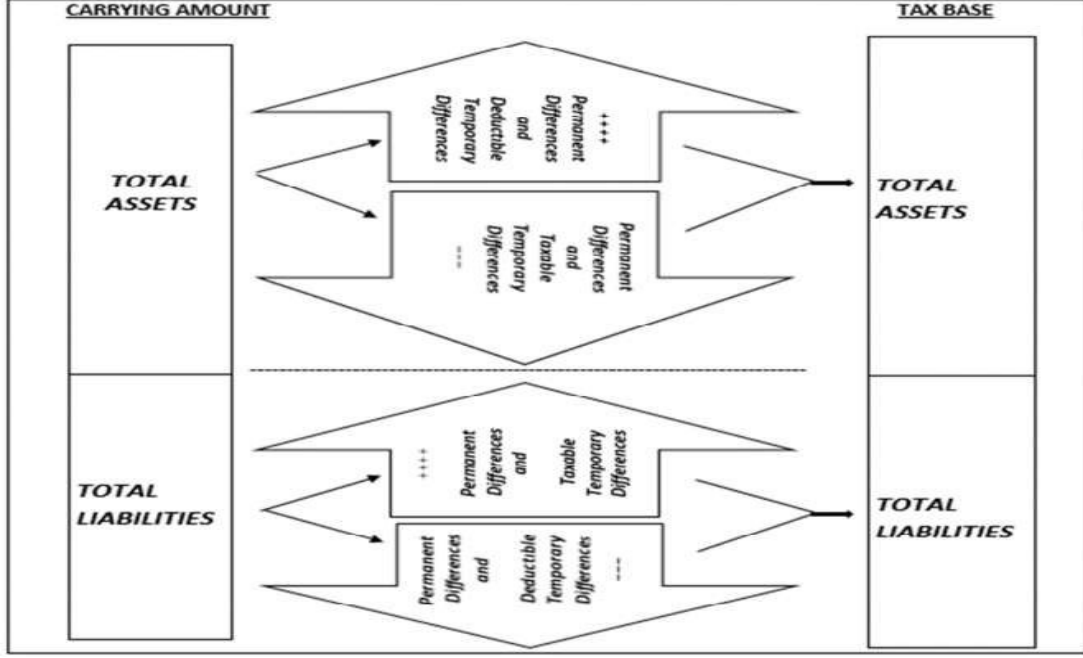 CARRYING AMOUNT
TAX BASE
TOTAL
ASSETS
++++
Permanent
Differences
and
Deductible
Temporary
Differences
Permanent
Differences
and
Taxable
Temporary
Differences
---
TOTAL
ASSETS
TOTAL
LIABILITIES
++++
Permanent
Differences
and
Taxable
Temporary
Differences
Permanent
Differences
and
Deductible
Temporary
Differences
---
TOTAL
LIABILITIES